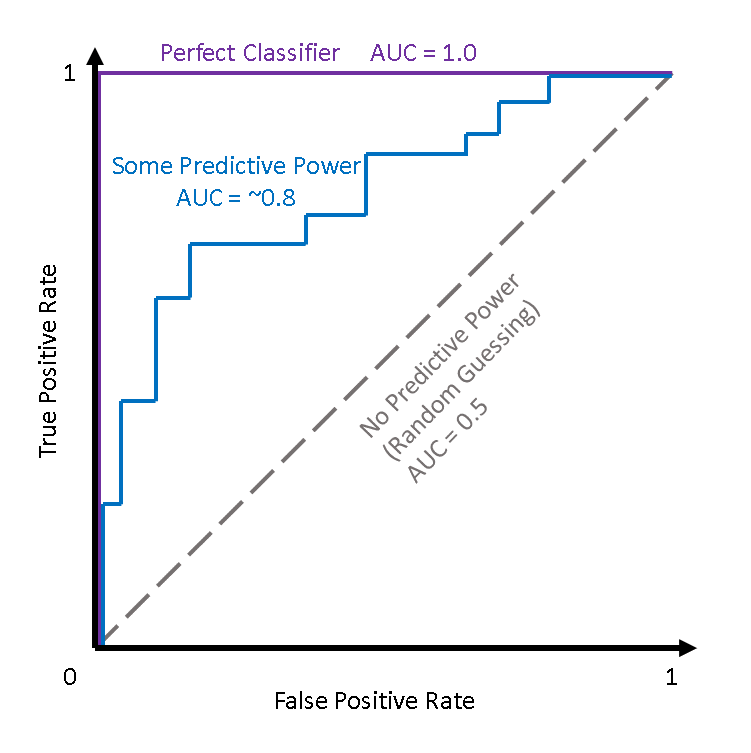 Perfect Classifier AUC = 1.0
1
Some Predictive Power
AUC = ~0.8
True Positive Rate
No Predictive Power
(Random Guessing)
AUC = 0.5
0
1
False Positive Rate